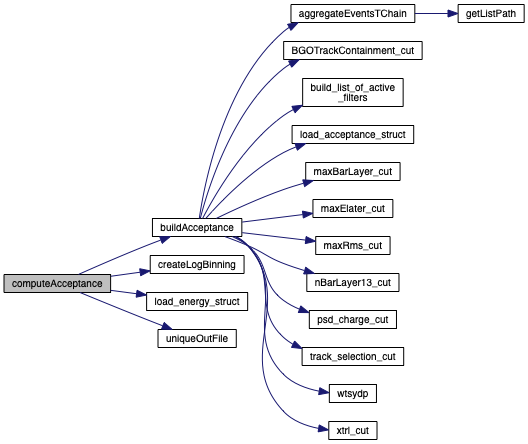 aggregateEventsTChain
getListPath
BGOTrackContainment_cut
build_list_of_active
_filters
load_acceptance_struct
maxBarLayer_cut
maxElater_cut
buildAcceptance
maxRms_cut
createLogBinning
computeAcceptance
nBarLayer13_cut
load_energy_struct
psd_charge_cut
uniqueOutFile
track_selection_cut
wtsydp
xtrl_cut